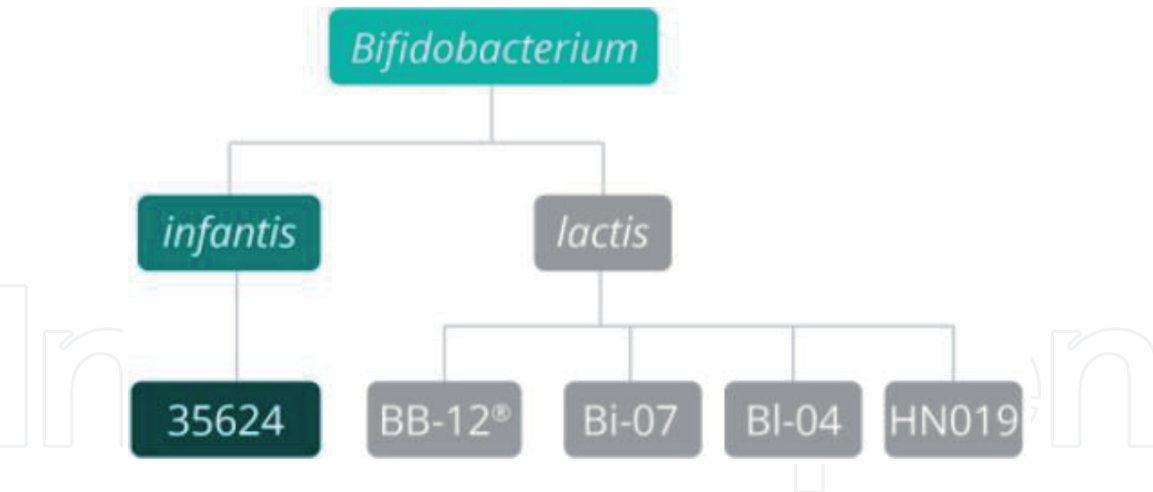 Bifidobacterium
infantis
lactis
35624
BB-12®
Bi-07
Bl-04
HN019